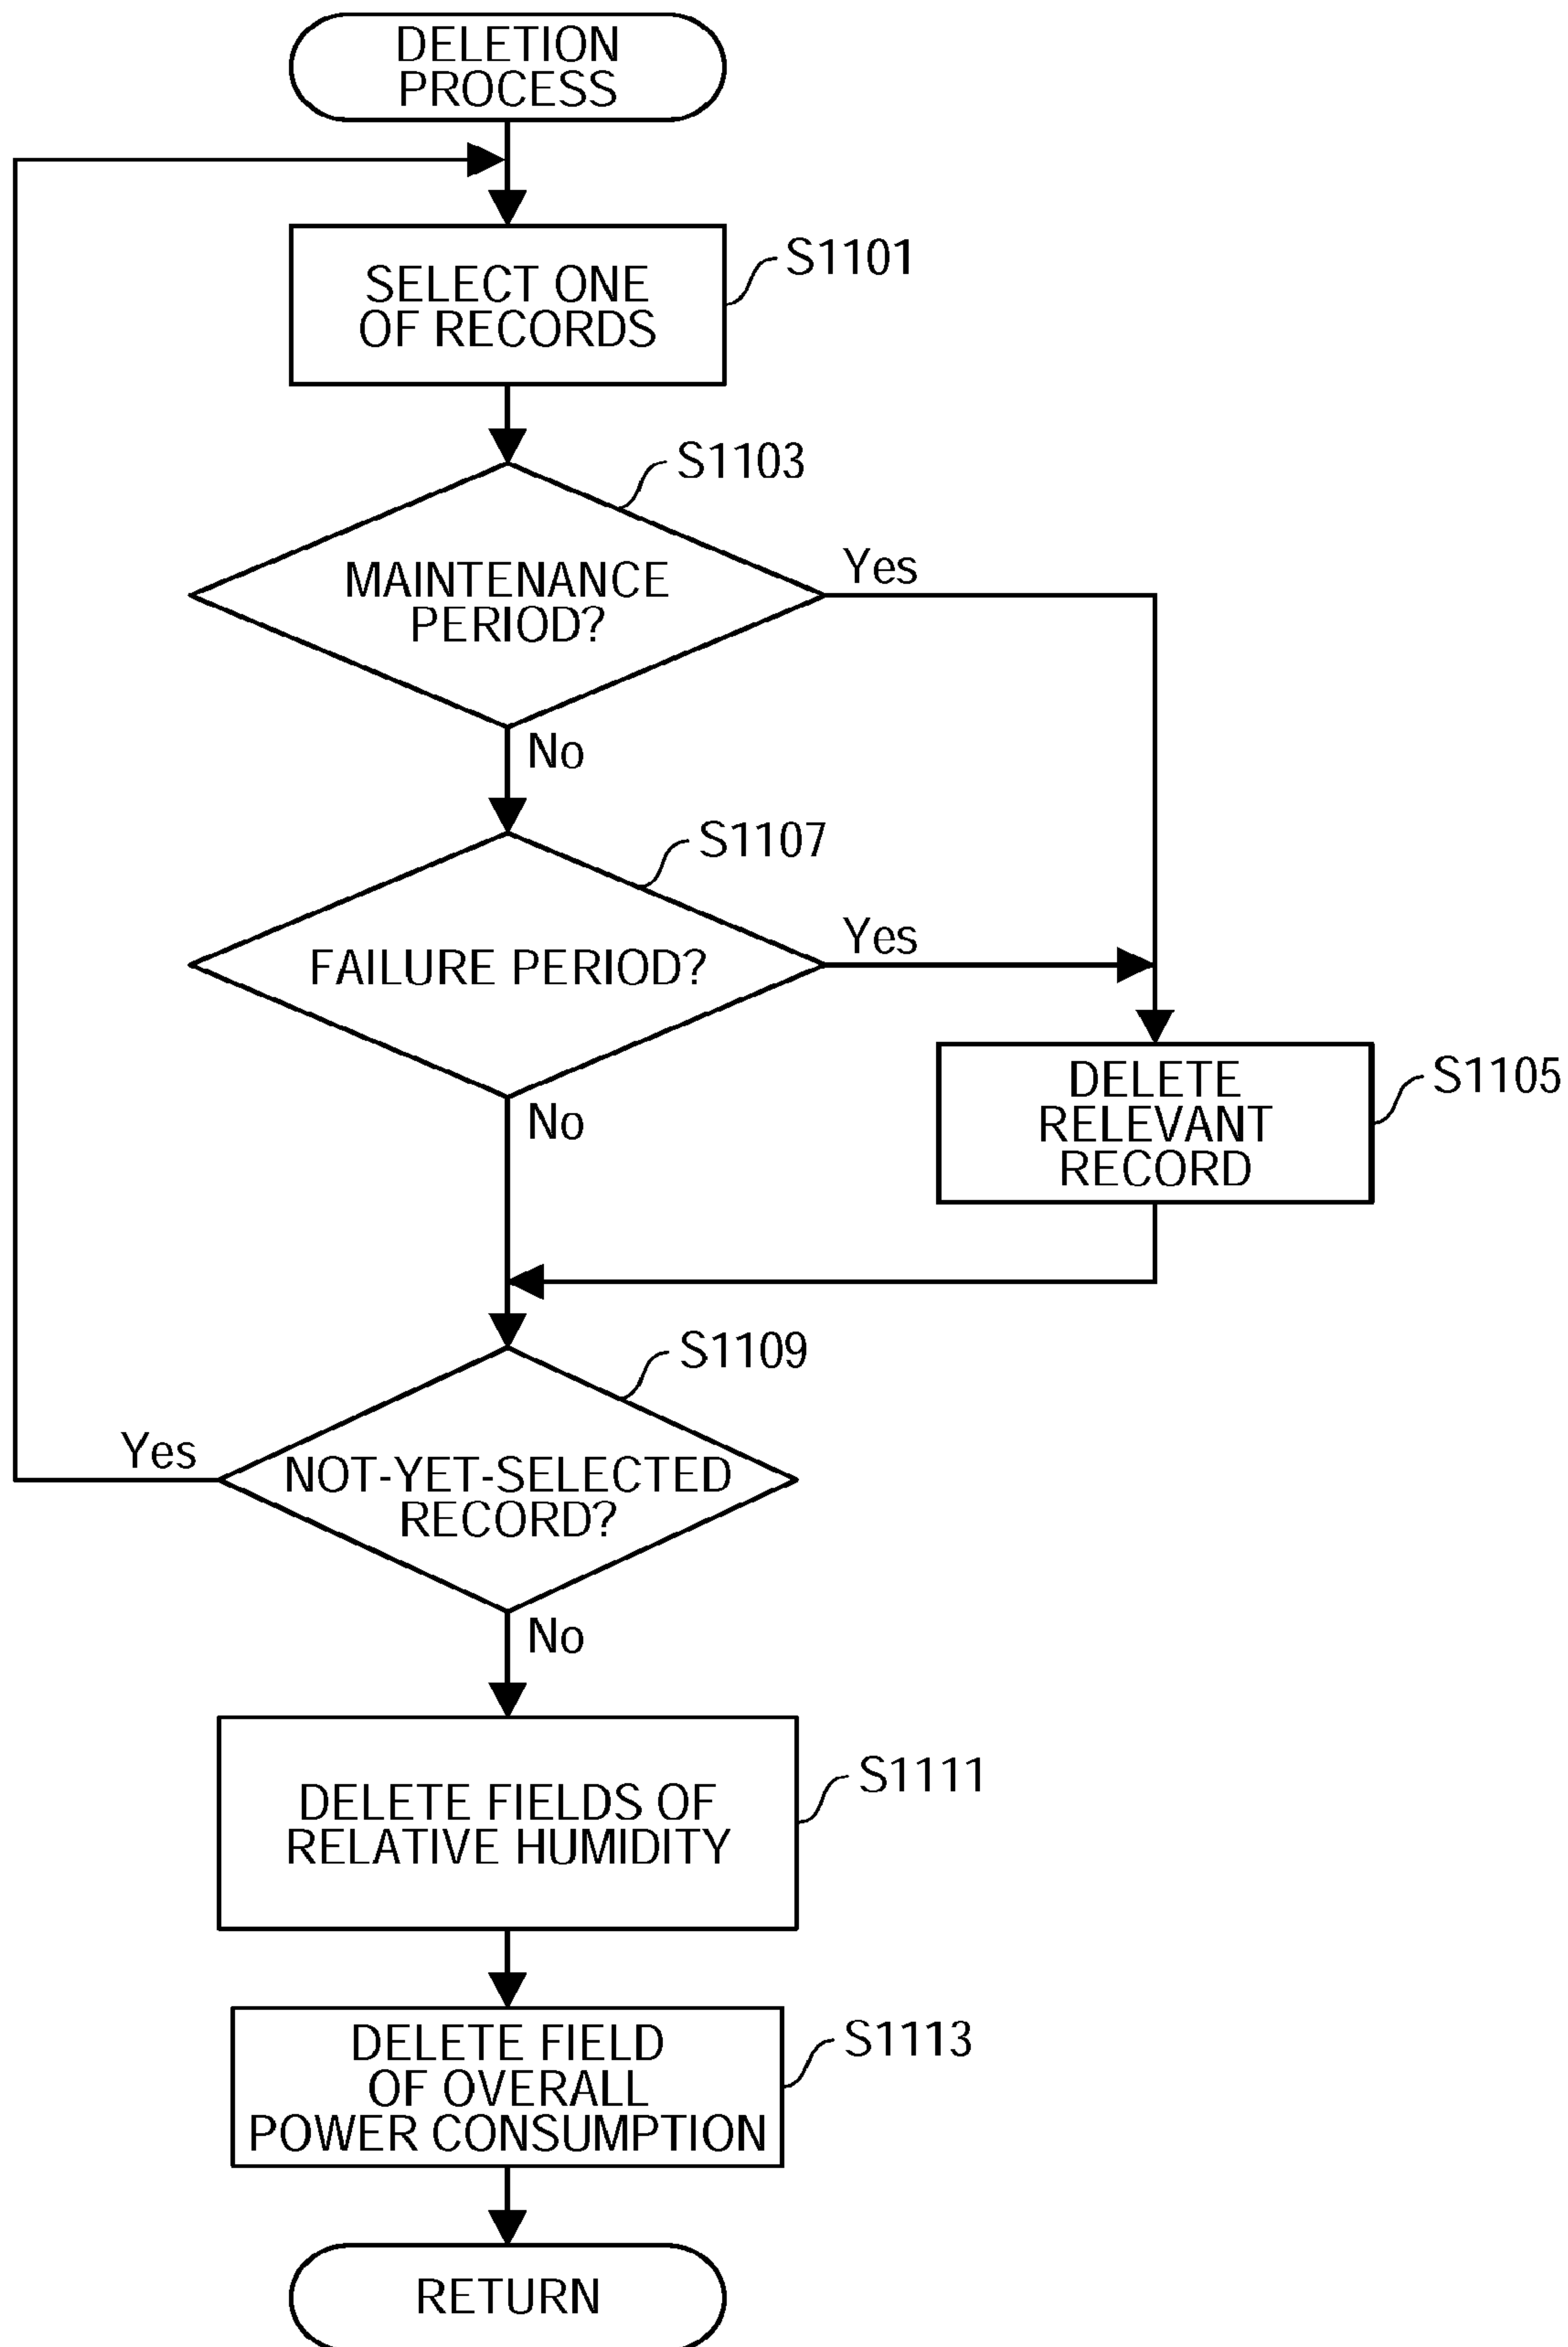 DELETION
PROCESS
S1101
SELECT ONE
OF RECORDS
S1103
MAINTENANCE
PERIOD?
Yes
No
S1107
FAILURE PERIOD?
Yes
No
S1105
DELETE
RELEVANT
RECORD
S1109
NOT-YET-SELECTED
RECORD?
Yes
No
S1111
DELETE FIELDS OF
RELATIVE HUMIDITY
S1113
DELETE FIELD
OF OVERALL
POWER CONSUMPTION
RETURN